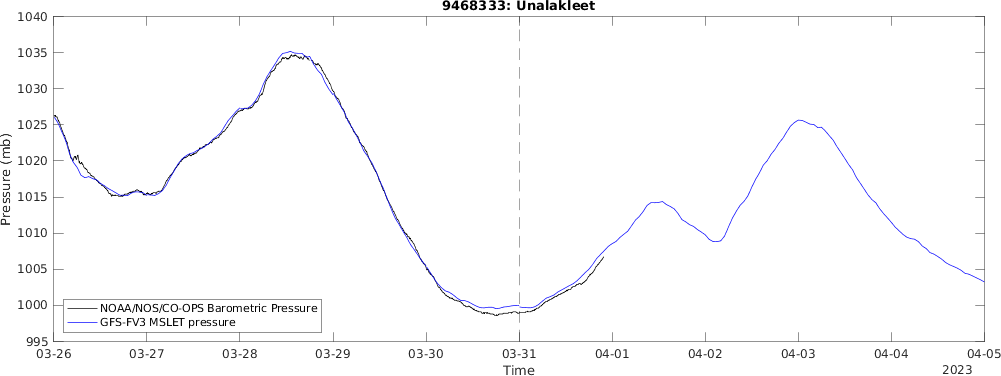 9468333: Unalakleet
1040
1035
1030
1025
1020
1015
1010
1005
1000
995
Pressure (mb)
NOAA/NOS/CO-OPS Barometric Pressure
GFS-FV3 MSLET pressure
03-26 03-27 03-28 03-29 03-30 03-31 04-01 04-02 04-03 04-04 04-05
Time
2023